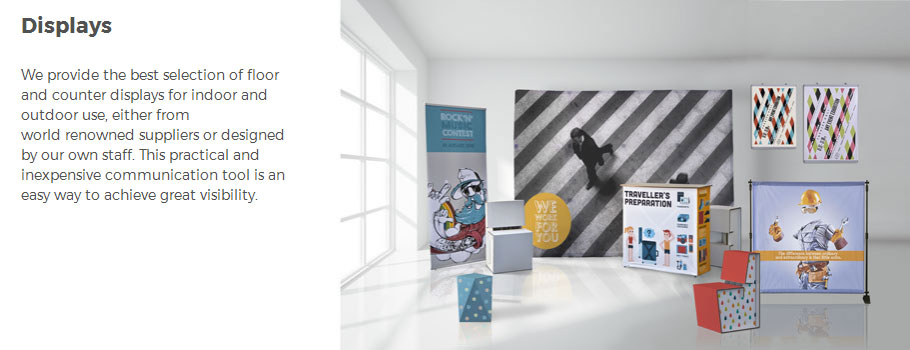 Displays
We provide the best selection of floor
and counter displays for indoor and
outdoor use, either from
world renowned suppliers or designed
by our own staff. This practical and
inexpensive communication tool is an
easy way to achieve great visibility.
ROCK'N'
CONTEST
WE
WORK
FOR
YOU
TRAVELLER'S
PREPARATION